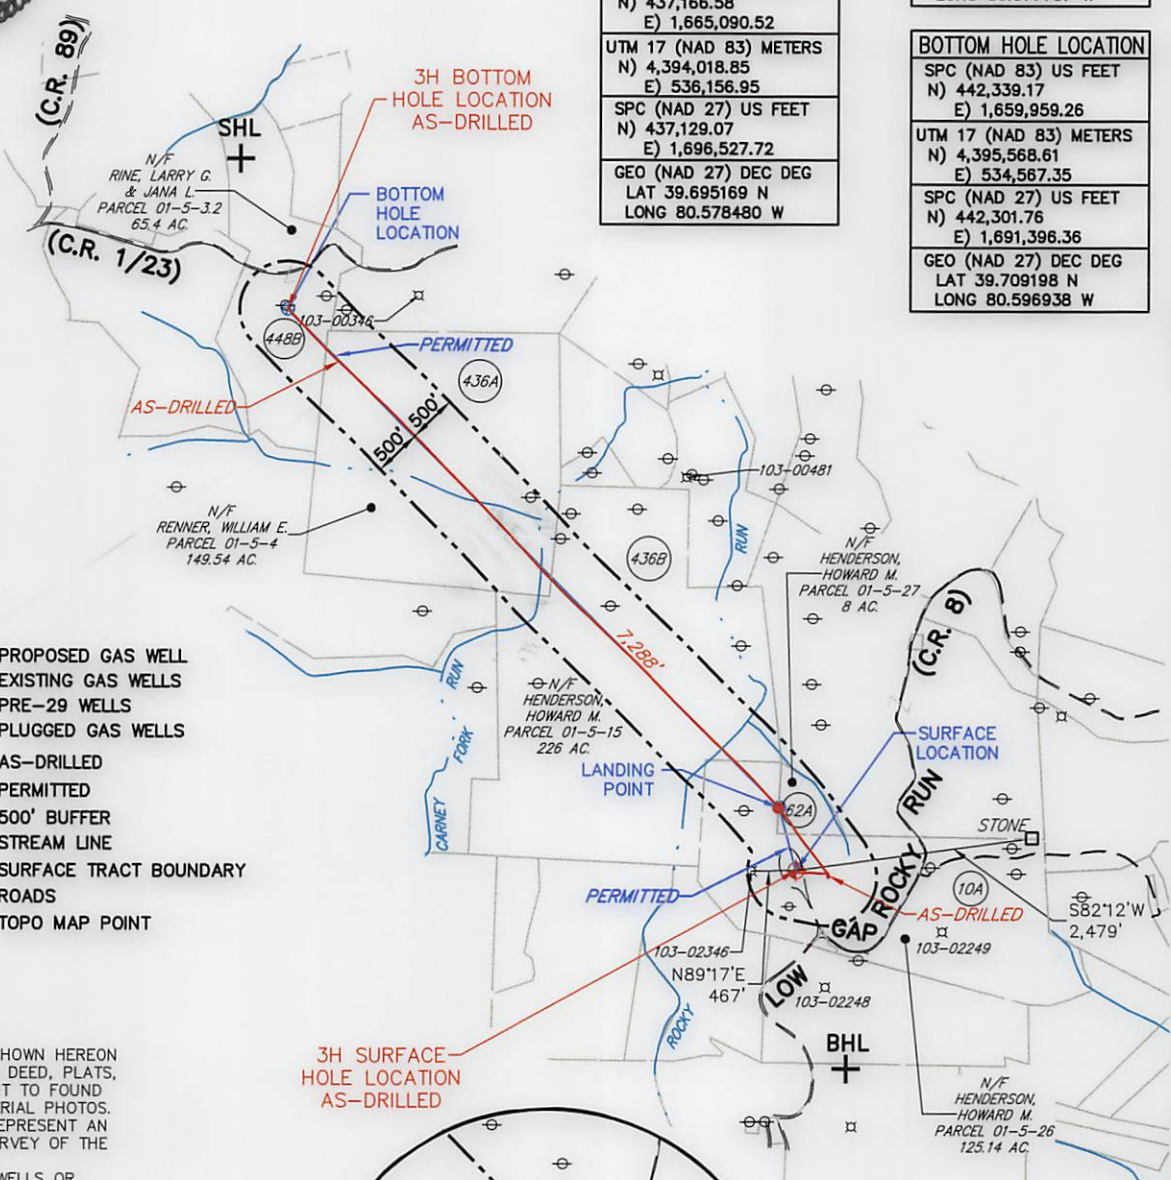 N) 437,166.58
E) 1,665,090.52
UTM 17 (NAD 83) METERS
N) 4,394,018.85
E) 536,156.95
SPC (NAD 27) US FEET
N) 437,129.07
E) 1,696,527.72
GEO (NAD 27) DEC DEG
LAT 39.695169 N
LONG 80.578480 W
BOTTOM HOLE LOCATION
SPC (NAD 83) US FEET
N) 442,339.17
E) 1,659,959.26
UTM 17 (NAD 83) METERS
N) 4,395,568.61
E) 534,567.35
SPC (NAD 27) US FEET
N) 442,301.76
E) 1,691,396.36
GEO (NAD 27) DEC DEG
LAT 39.709198 N
LONG 80.596938 W
(C.R. 89)
3H BOTTOM
HOLE LOCATION
AS-DRILLED
SHL
N/F
RINE, LARRY G.
& JANA L.
PARCEL 01-5-3.2
65.4 AC.
BOTTOM
HOLE
LOCATION
(C.R. 1/23)
103-00346
448B
PERMITTED
436A
AS-DRILLED
500'
500'
103-00481
N/F
RENNER, WILLIAM E.
PARCEL 01-5-4
149.54 AC.
RUN
436B
N/F
HENDERSON,
HOWARD M.
PARCEL 01-5-27
8 AC.
(C.R. 8)
7,288'
PROPOSED GAS WELL
EXISTING GAS WELLS
PRE-29 WELLS
PLUGGED GAS WELLS
AS-DRILLED
PERMITTED
500' BUFFER
STREAM LINE
SURFACE TRACT BOUNDARY
ROADS
TOPO MAP POINT
RUN
FORK
CARNEY
N/F
HENDERSON,
HOWARD M.
PARCEL 01-5-15
226 AC.
SURFACE
LOCATION
LANDING
POINT
62A
RUN
ROCKY
GAP
LOW
STONE
10A
PERMITTED
AS-DRILLED
S82°12'W
2,479'
103-02346
N89°17'E
467'
103-02249
103-02248
ROCKY
BHL
3H SURFACE
HOLE LOCATION
AS-DRILLED
N/F
HENDERSON,
HOWARD M.
PARCEL 01-5-26
125.14 AC.
HOWN HEREON
DEED, PLATS,
T TO FOUND
RIAL PHOTOS.
EPRESENT AN
RVEY OF THE
WELLS OR